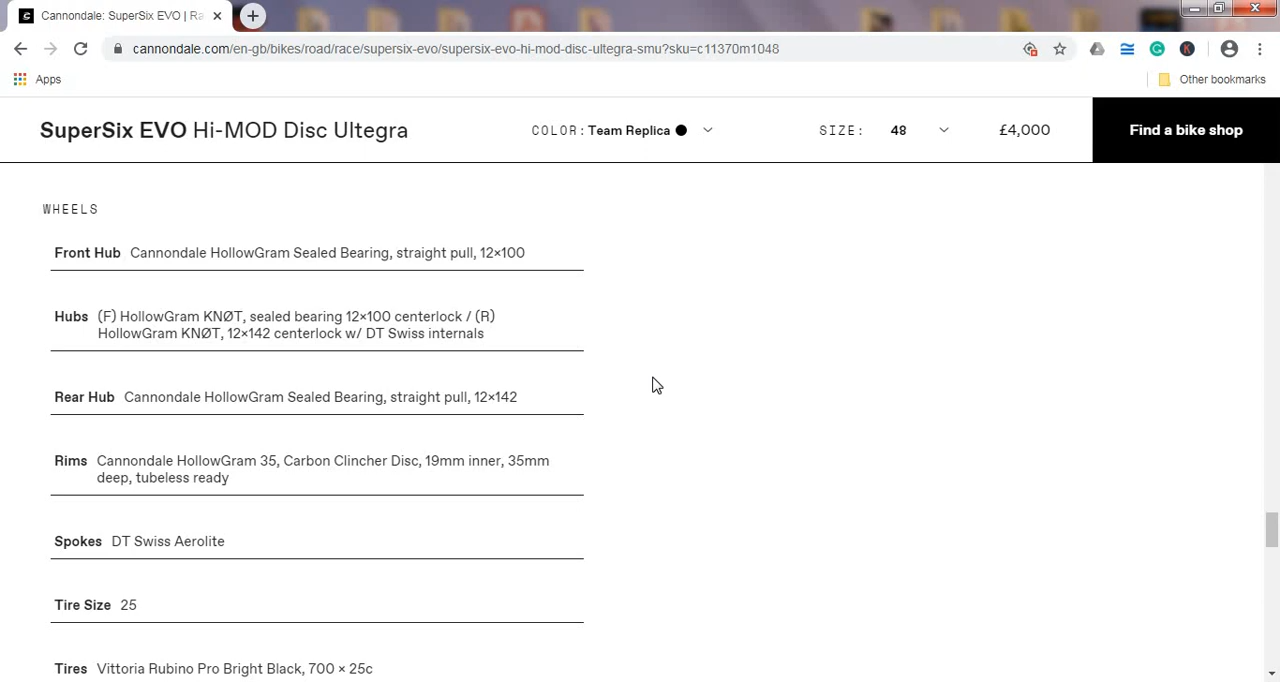 Cannondale: SuperSix EVO | Ra
cannondale.com/en-gb/bikes/road/race/supersix-evo/supersix-evo-hi-mod-disc-ultegra-smu?sku=c11370m1048
Apps
Other bookmarks
SuperSix EVO Hi-MOD Disc Ultegra
COLOR: Team Replica
SIZE: 48
£4,000
Find a bike shop
WHEELS
Front Hub Cannondale HollowGram Sealed Bearing, straight pull, 12×100
Hubs (F) HollowGram KNØT, sealed bearing 12×100 centerlock / (R)
HollowGram KNØT, 12×142 centerlock w/ DT Swiss internals
Rear Hub Cannondale HollowGram Sealed Bearing, straight pull, 12×142
Rims Cannondale HollowGram 35, Carbon Clincher Disc, 19mm inner, 35mm
deep, tubeless ready
Spokes DT Swiss Aerolite
Tire Size 25
Tires Vittoria Rubino Pro Bright Black, 700 × 25c